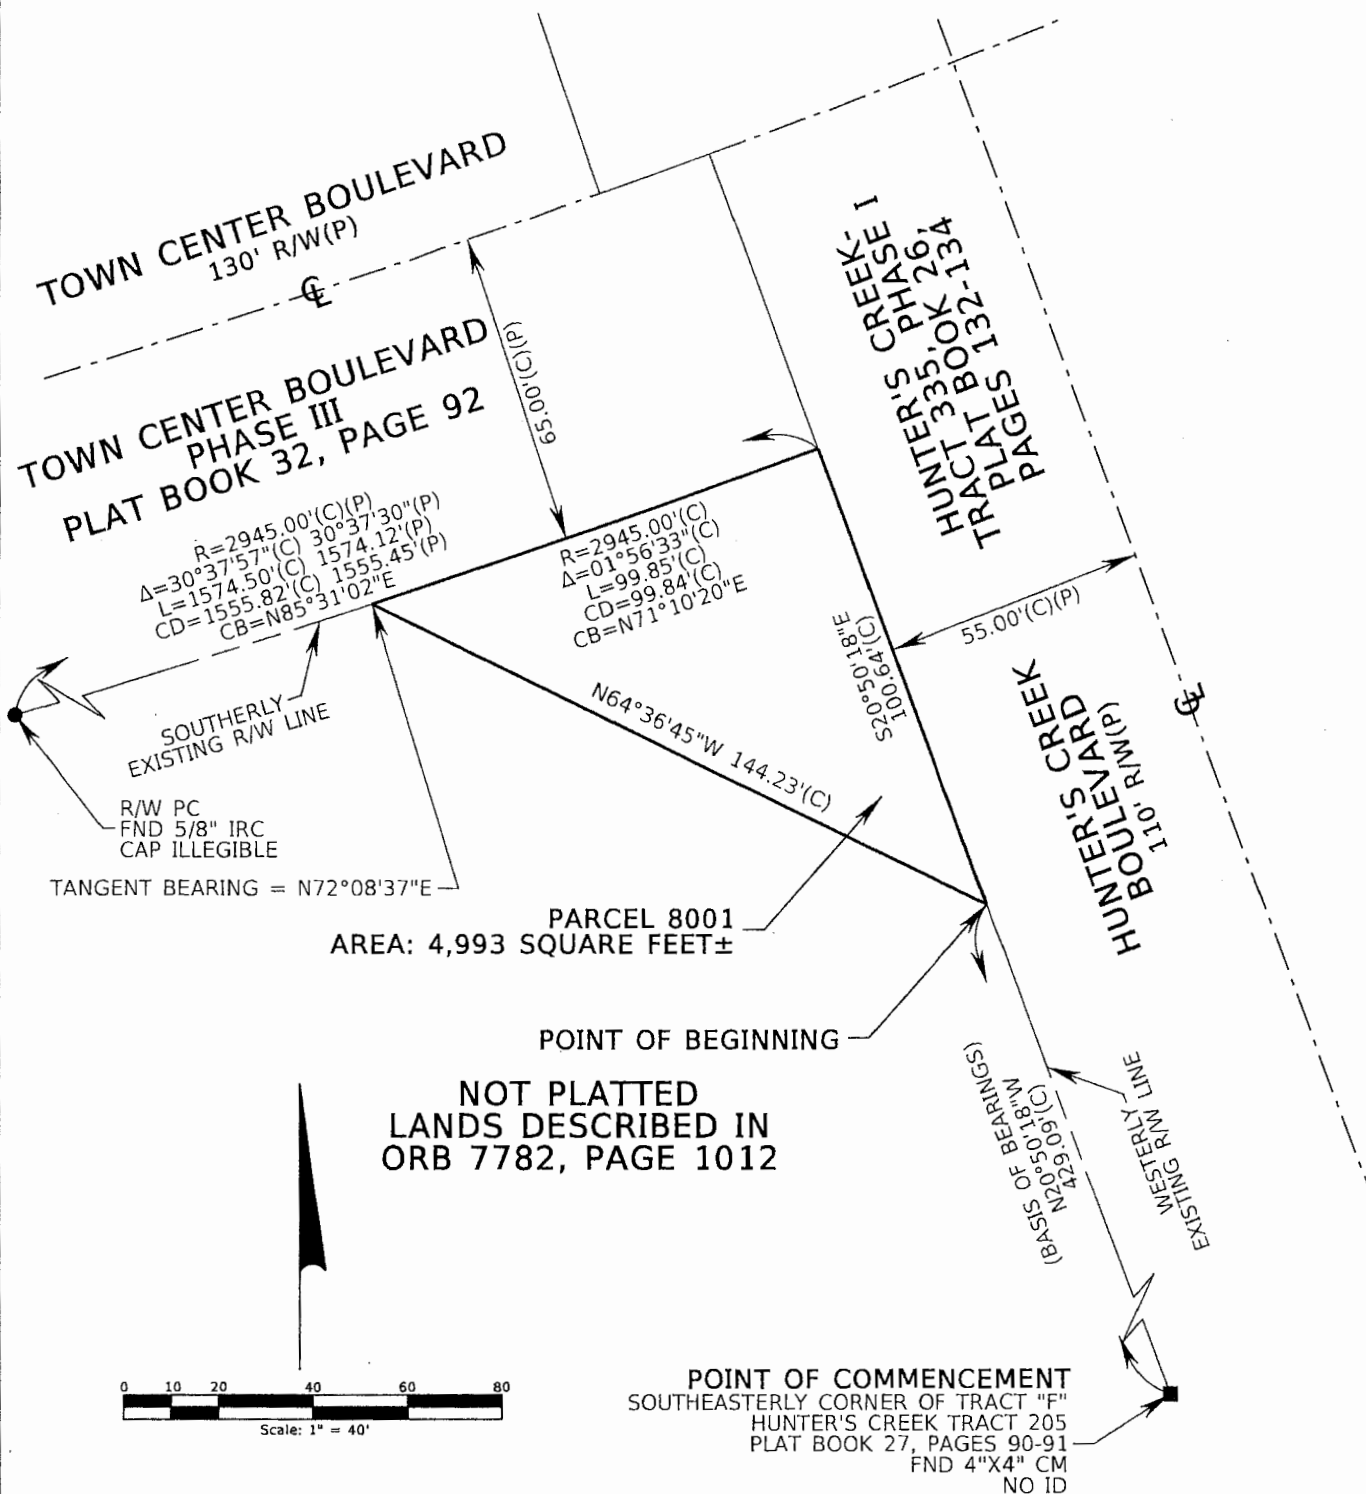 TOWN CENTER BOULEVARD
130' R/W(P)
℄
TOWN CENTER BOULEVARD
PHASE III
PLAT BOOK 32, PAGE 92
65.00'(C)(P)
HUNTER'S CREEK-
TRACT 335, PHASE I
PLAT BOOK 26,
PAGES 132-134
R=2945.00'(C)(P)
Δ=30°37'57"(C) 30°37'30"(P)
L=1574.50'(C) 1574.12'(P)
CD=1555.82'(C) 1555.45'(P)
CB=N85°31'02"E
R=2945.00'(C)
Δ=01°56'33"(C)
L=99.85'(C)
CD=99.84'(C)
CB=N71°10'20"E
S20°50'18"E
100.64'(C)
55.00'(C)(P)
℄
HUNTER'S CREEK
BOULEVARD
110' R/W(P)
N64°36'45"W 144.23'(C)
SOUTHERLY
EXISTING R/W LINE
R/W PC
FND 5/8" IRC
CAP ILLEGIBLE
TANGENT BEARING = N72°08'37"E
PARCEL 8001
AREA: 4,993 SQUARE FEET±
POINT OF BEGINNING
NOT PLATTED
LANDS DESCRIBED IN
ORB 7782, PAGE 1012
(BASIS OF BEARINGS)
N20°50'18"W
429.09'(C)
WESTERLY
EXISTING R/W LINE
0 10 20 40 60 80
Scale: 1" = 40'
POINT OF COMMENCEMENT
SOUTHEASTERLY CORNER OF TRACT "F"
HUNTER'S CREEK TRACT 205
PLAT BOOK 27, PAGES 90-91
FND 4"X4" CM
NO ID